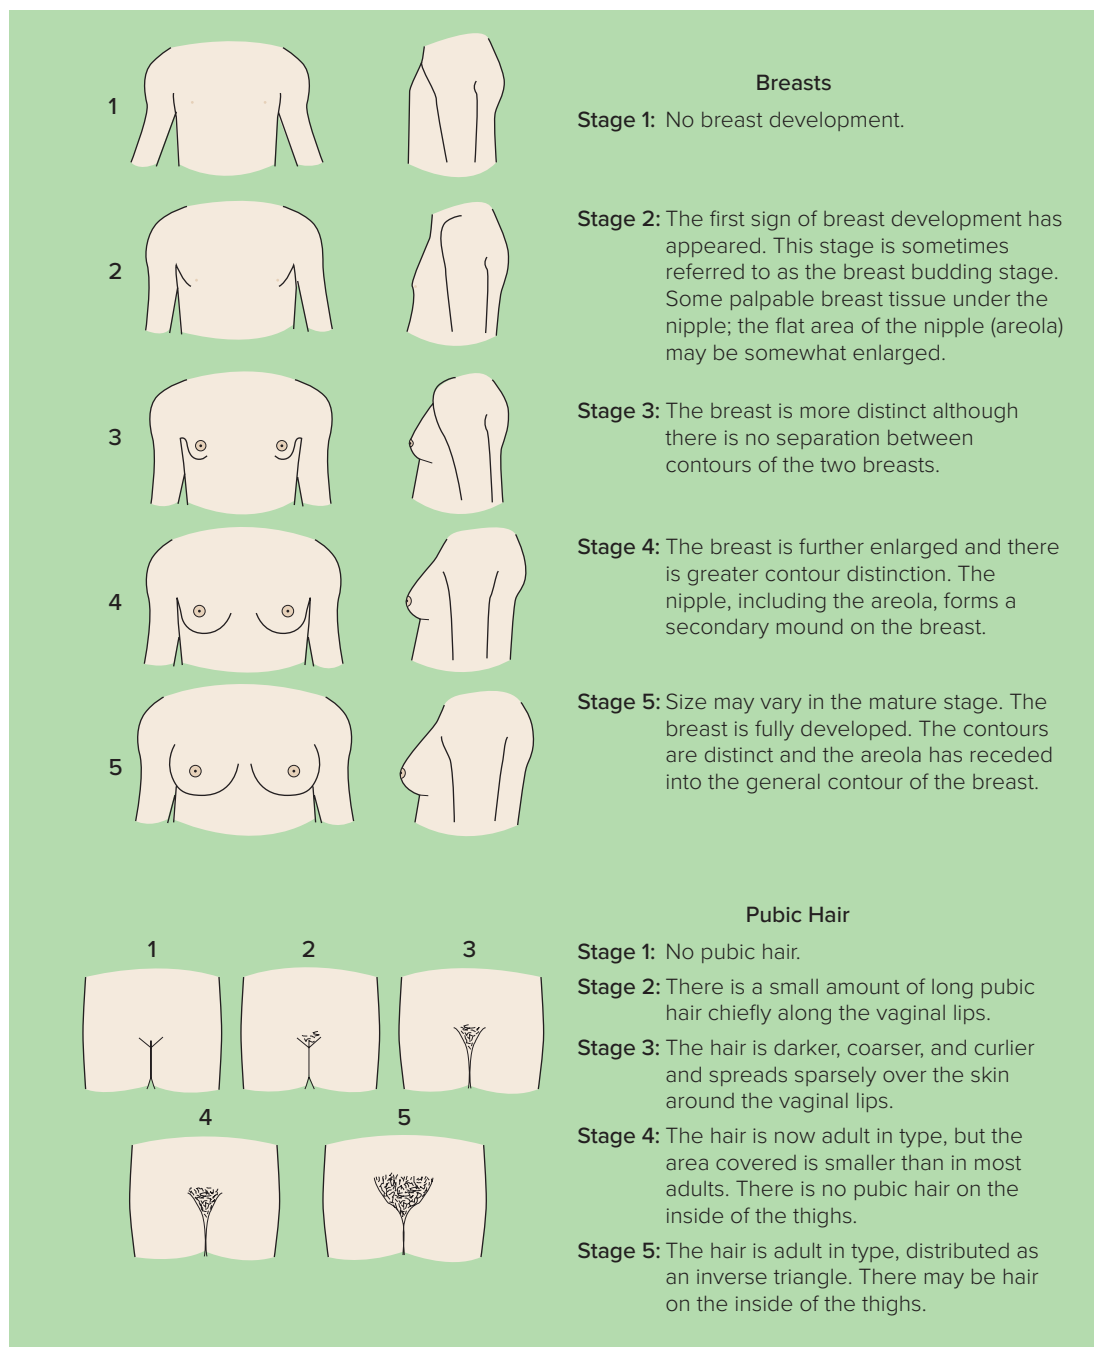 Breasts
1
Stage 1: No breast development.
2
Stage 2: The first sign of breast development has
appeared. This stage is sometimes
referred to as the breast budding stage.
Some palpable breast tissue under the
nipple; the flat area of the nipple (areola)
may be somewhat enlarged.
3
Stage 3: The breast is more distinct although
there is no separation between
contours of the two breasts.
4
Stage 4: The breast is further enlarged and there
is greater contour distinction. The
nipple, including the areola, forms a
secondary mound on the breast.
5
Stage 5: Size may vary in the mature stage. The
breast is fully developed. The contours
are distinct and the areola has receded
into the general contour of the breast.
Pubic Hair
1 2 3
Stage 1: No pubic hair.
Stage 2: There is a small amount of long pubic
hair chiefly along the vaginal lips.
Stage 3: The hair is darker, coarser, and curlier
and spreads sparsely over the skin
around the vaginal lips.
4 5
Stage 4: The hair is now adult in type, but the
area covered is smaller than in most
adults. There is no pubic hair on the
inside of the thighs.
Stage 5: The hair is adult in type, distributed as
an inverse triangle. There may be hair
on the inside of the thighs.